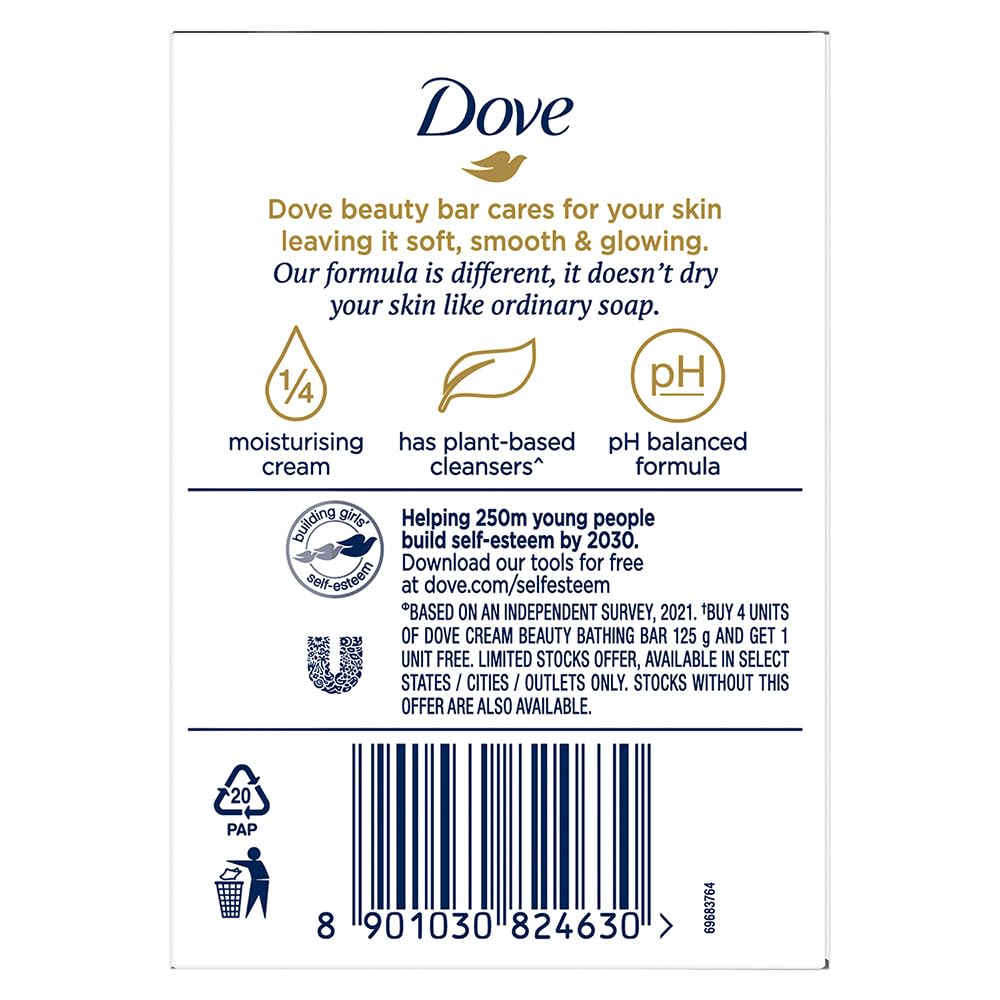 Dove
Dove beauty bar cares for your skin
leaving it soft, smooth & glowing.
Our formula is different, it doesn't dry
your skin like ordinary soap.
1/4
moisturising
cream
has plant-based
cleansers^
pH
pH balanced
formula
building girls'
self-esteem
Helping 250m young people
build self-esteem by 2030.
Download our tools for free
at dove.com/selfesteem
ΦBASED ON AN INDEPENDENT SURVEY, 2021. †BUY 4 UNITS
OF DOVE CREAM BEAUTY BATHING BAR 125 g AND GET 1
UNIT FREE. LIMITED STOCKS OFFER, AVAILABLE IN SELECT
STATES / CITIES / OUTLETS ONLY. STOCKS WITHOUT THIS
OFFER ARE ALSO AVAILABLE.
U
20
PAP
8 901030 824630 >
69683764